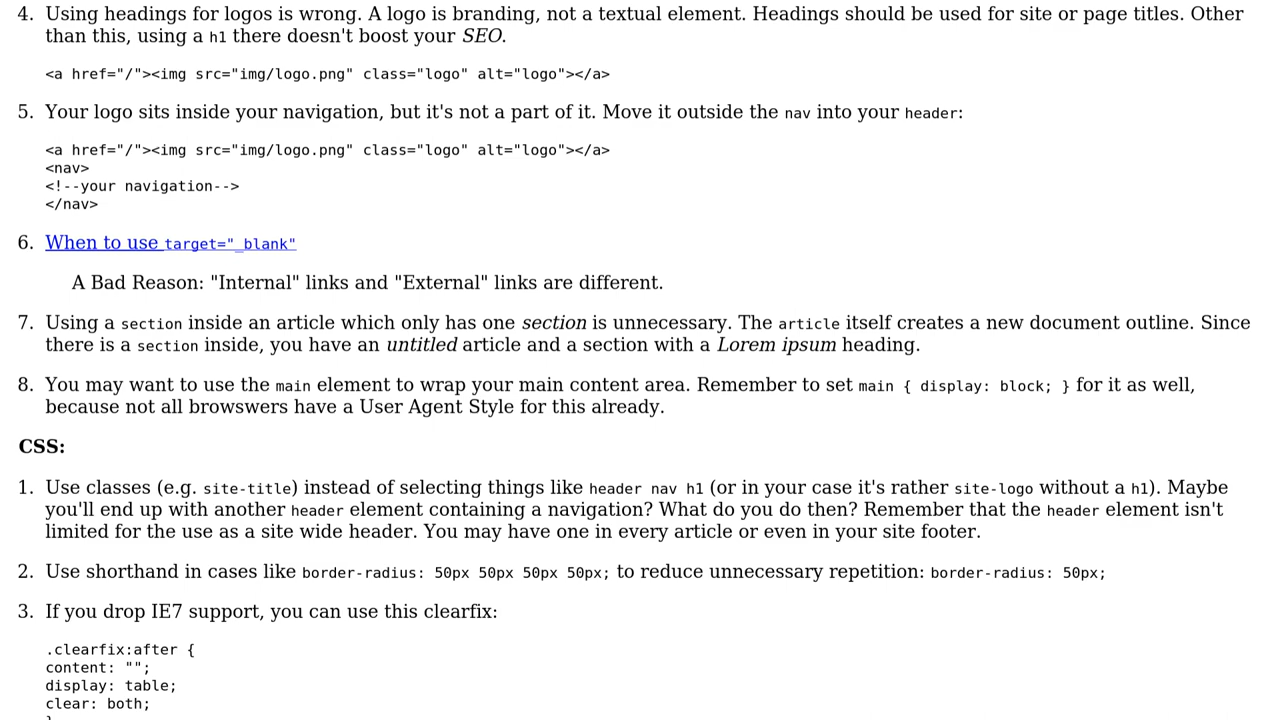 4. Using headings for logos is wrong. A logo is branding, not a textual element. Headings should be used for site or page titles. Other
than this, using a h1 there doesn't boost your SEO.
<a href="/"><img src="img/logo.png" class="logo" alt="logo"></a>
5. Your logo sits inside your navigation, but it's not a part of it. Move it outside the nav into your header:
<a href="/"><img src="img/logo.png" class="logo" alt="logo"></a>
<nav>
<!--your navigation-->
</nav>
6. When to use target="_blank"
A Bad Reason: "Internal" links and "External" links are different.
7. Using a section inside an article which only has one section is unnecessary. The article itself creates a new document outline. Since
there is a section inside, you have an untitled article and a section with a Lorem ipsum heading.
8. You may want to use the main element to wrap your main content area. Remember to set main { display: block; } for it as well,
because not all browswers have a User Agent Style for this already.
CSS:
1. Use classes (e.g. site-title) instead of selecting things like header nav h1 (or in your case it's rather site-logo without a h1). Maybe
you'll end up with another header element containing a navigation? What do you do then? Remember that the header element isn't
limited for the use as a site wide header. You may have one in every article or even in your site footer.
2. Use shorthand in cases like border-radius: 50px 50px 50px 50px; to reduce unnecessary repetition: border-radius: 50px;
3. If you drop IE7 support, you can use this clearfix:
.clearfix:after {
content: "";
display: table;
clear: both;
}